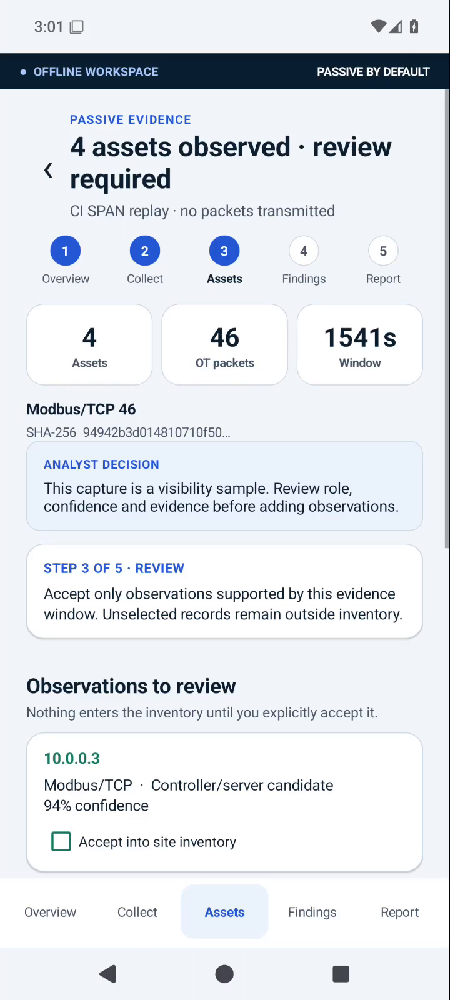 3:01
OFFLINE WORKSPACE
PASSIVE BY DEFAULT
PASSIVE EVIDENCE
4 assets observed · review
required
CI SPAN replay · no packets transmitted
1 2 3 4 5
Overview Collect Assets Findings Report
4 46 1541s
Assets OT packets Window
Modbus/TCP 46
SHA-256 94942b3d014810710f50...
ANALYST DECISION
This capture is a visibility sample. Review role,
confidence and evidence before adding observations.
STEP 3 OF 5 · REVIEW
Accept only observations supported by this evidence
window. Unselected records remain outside inventory.
Observations to review
Nothing enters the inventory until you explicitly accept it.
10.0.0.3
Modbus/TCP · Controller/server candidate
94% confidence
Accept into site inventory
Overview Collect Assets Findings Report